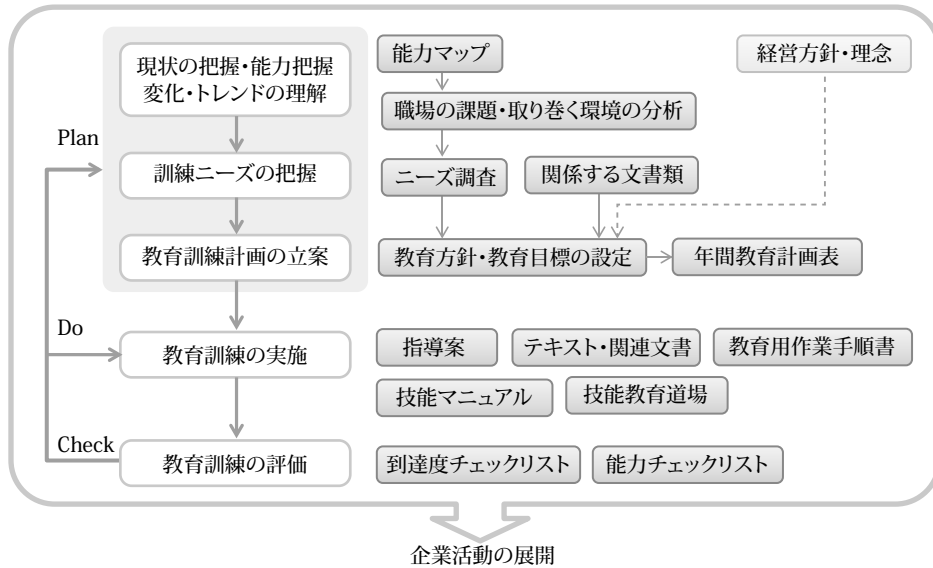 現状の把握・能力把握
変化・トレンドの理解
能力マップ
経営方針・理念
職場の課題・取り巻く環境の分析
Plan
訓練ニーズの把握
ニーズ調査
関係する文書類
教育訓練計画の立案
教育方針・教育目標の設定
年間教育計画表
Do
教育訓練の実施
指導案
テキスト・関連文書
教育用作業手順書
技能マニュアル
技能教育道場
Check
教育訓練の評価
到達度チェックリスト
能力チェックリスト
企業活動の展開